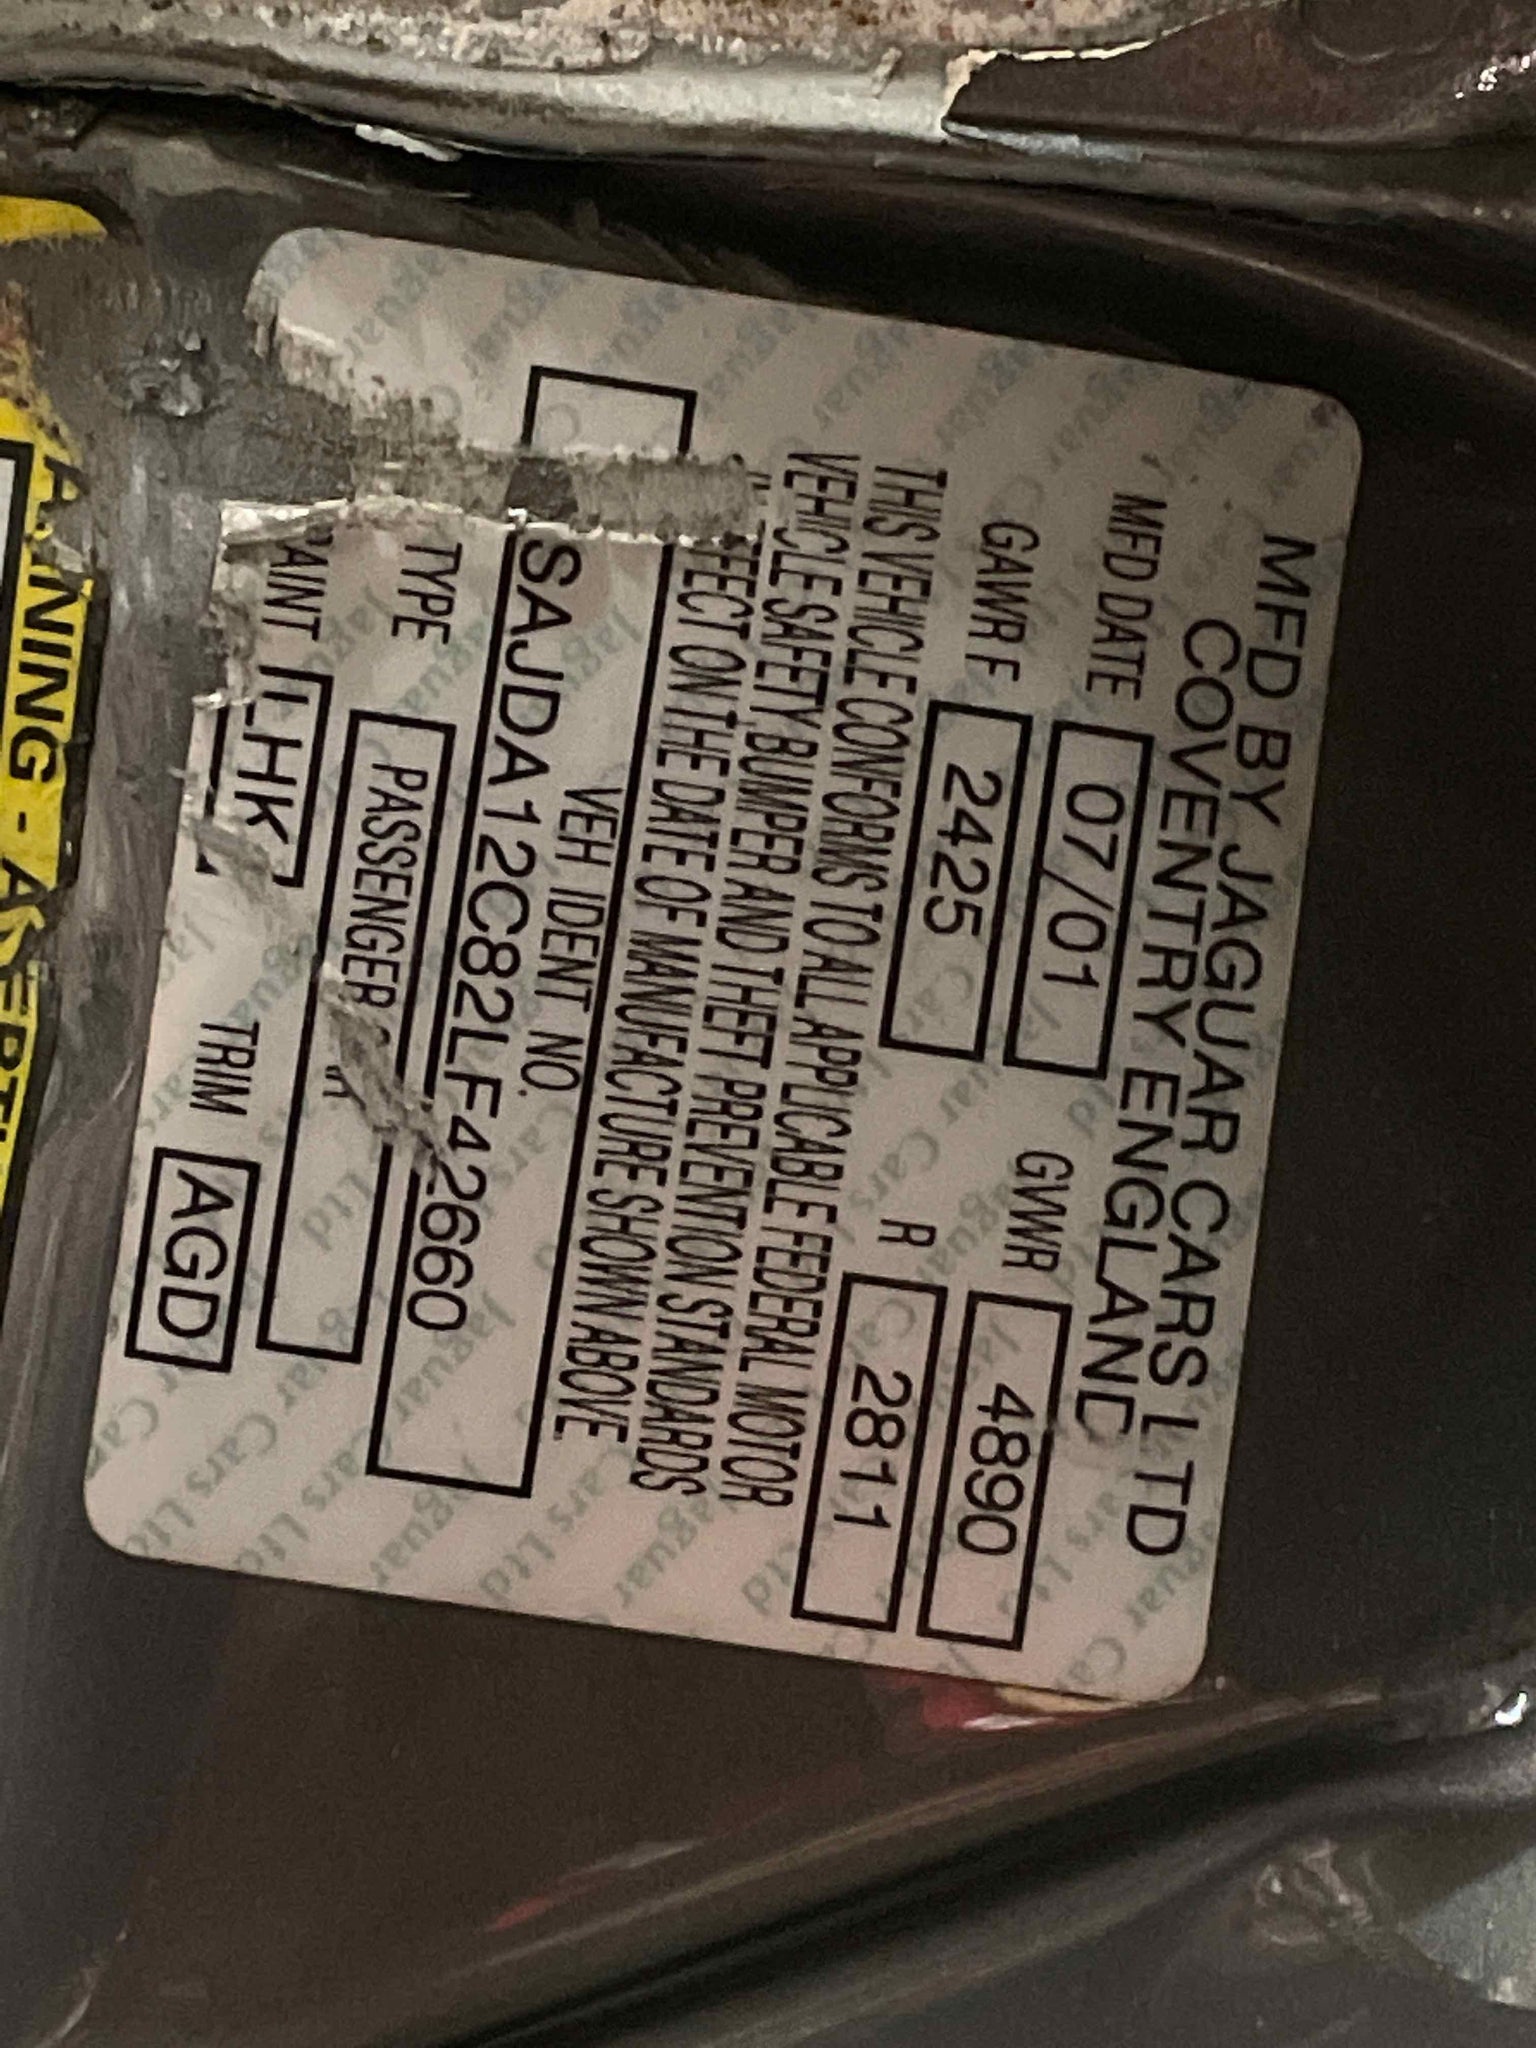 MFD BY JAGUAR CARS LTD
COVENTRY ENGLAND
MFD DATE 07/01 GVWR 4890
GAWR F 2425 R 2811
THIS VEHICLE CONFORMS TO ALL APPLICABLE FEDERAL MOTOR
VEHICLE SAFETY, BUMPER, AND THEFT PREVENTION STANDARDS
ON THE DATE OF MANUFACTURE SHOWN ABOVE
VEH IDENT NO.
SAJDA12C82LF42660
TYPE PASSENGER
LHK TRIM AGD